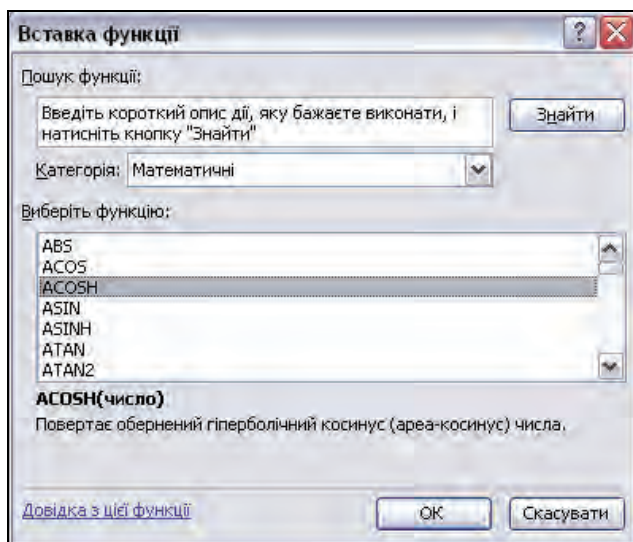 Вставка функції
Пошук функції:
Введіть короткий опис дії, яку бажаєте виконати, і
натисніть кнопку "Знайти"
Знайти
Категорія: Математичні
Виберіть функцію:
ABS
ACOS
ACOSH
ASIN
ASINH
ATAN
ATAN2
ACOSH(число)
Повертає обернений гіперболічний косинус (ареа-косинус) числа.
Довідка з цієї функції
ОК
Скасувати